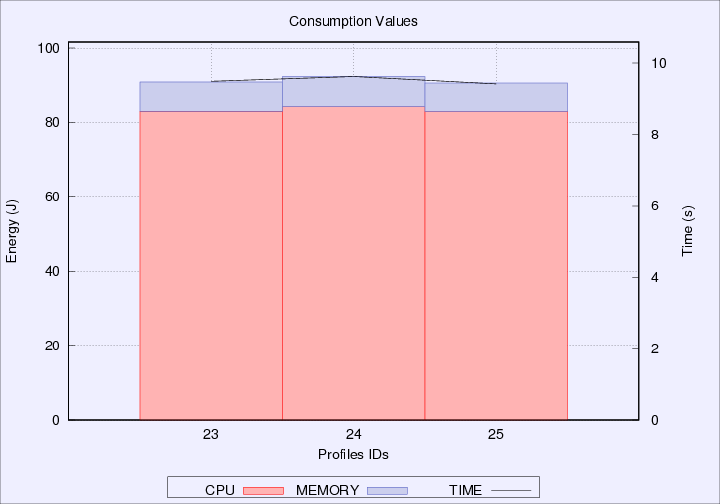 Consumption Values
100
80
60
40
20
0
Energy (J)
10
8
6
4
2
0
Time (s)
23 24 25
Profiles IDs
CPU MEMORY TIME